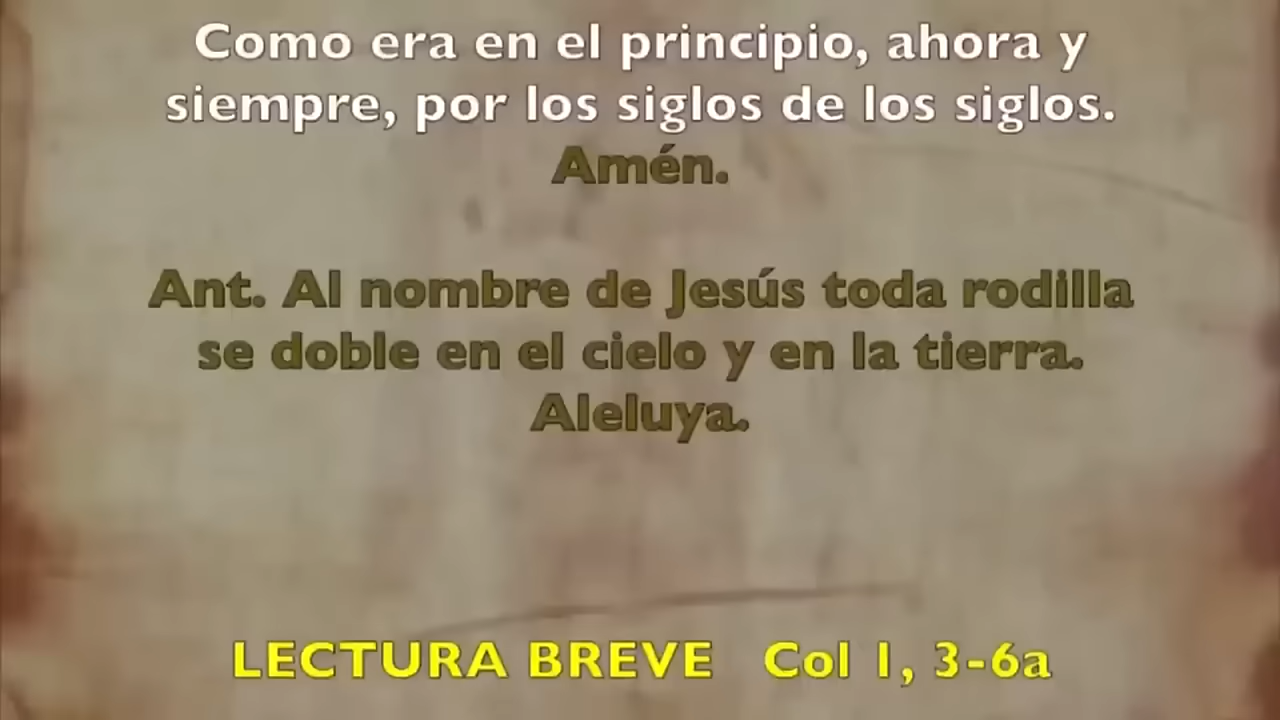 Como era en el principio, ahora y
siempre, por los siglos de los siglos.
Amén.
Ant. Al nombre de Jesús toda rodilla
se doble en el cielo y en la tierra.
Aleluya.
LECTURA BREVE Col 1, 3-6a